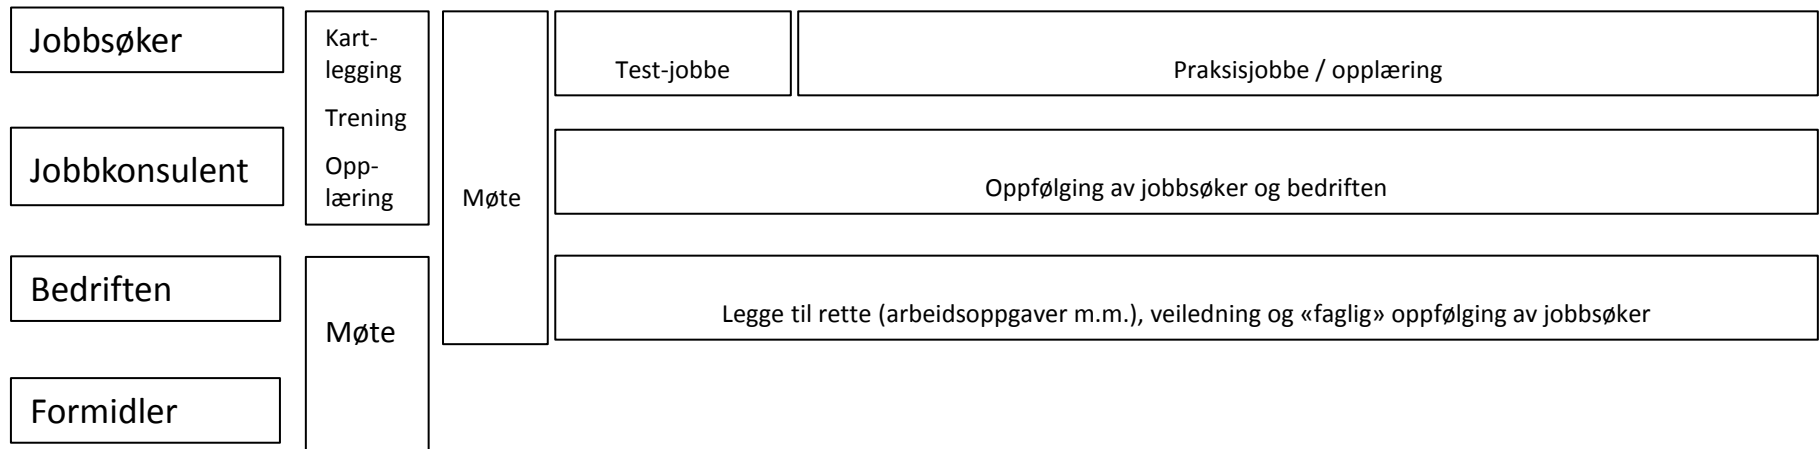 Jobbsøker
Jobbkonsulent
Bedriften
Formidler
Kart-
legging
Trening
Opp-
læring
Møte
Møte
Test-jobbe
Praksisjobbe / opplæring
Oppfølging av jobbsøker og bedriften
Legge til rette (arbeidsoppgaver m.m.), veiledning og «faglig» oppfølging av jobbsøker